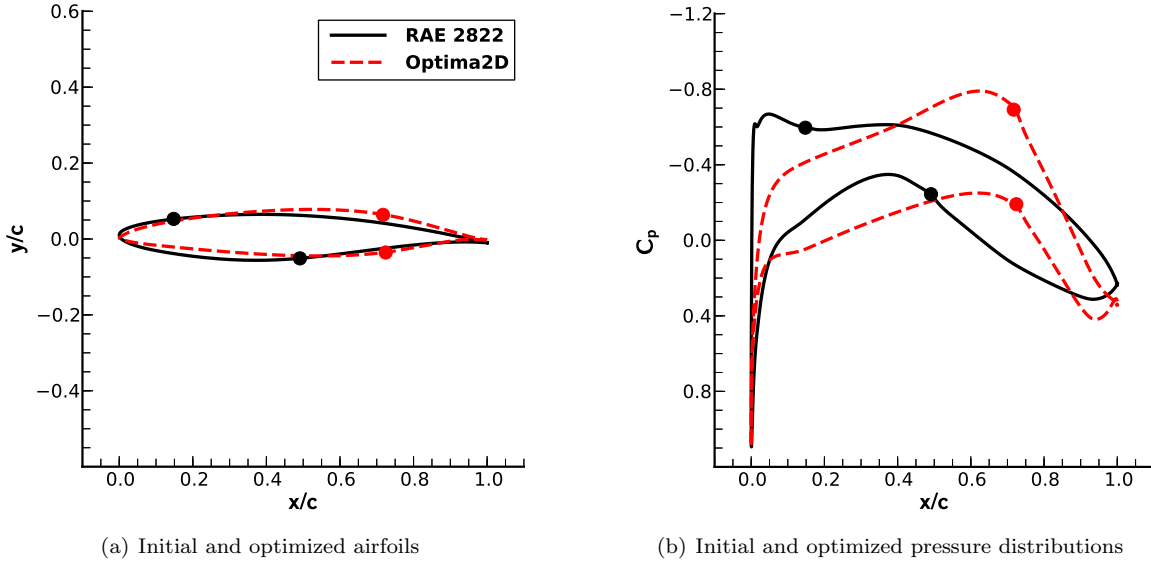 0.6
0.4
0.2
0.0
−0.2
−0.4
y/c
0.0 0.2 0.4 0.6 0.8 1.0
x/c
RAE 2822
Optima2D
(a) Initial and optimized airfoils
−1.2
−0.8
−0.4
0.0
0.4
0.8
Cp
0.0 0.2 0.4 0.6 0.8 1.0
x/c
(b) Initial and optimized pressure distributions